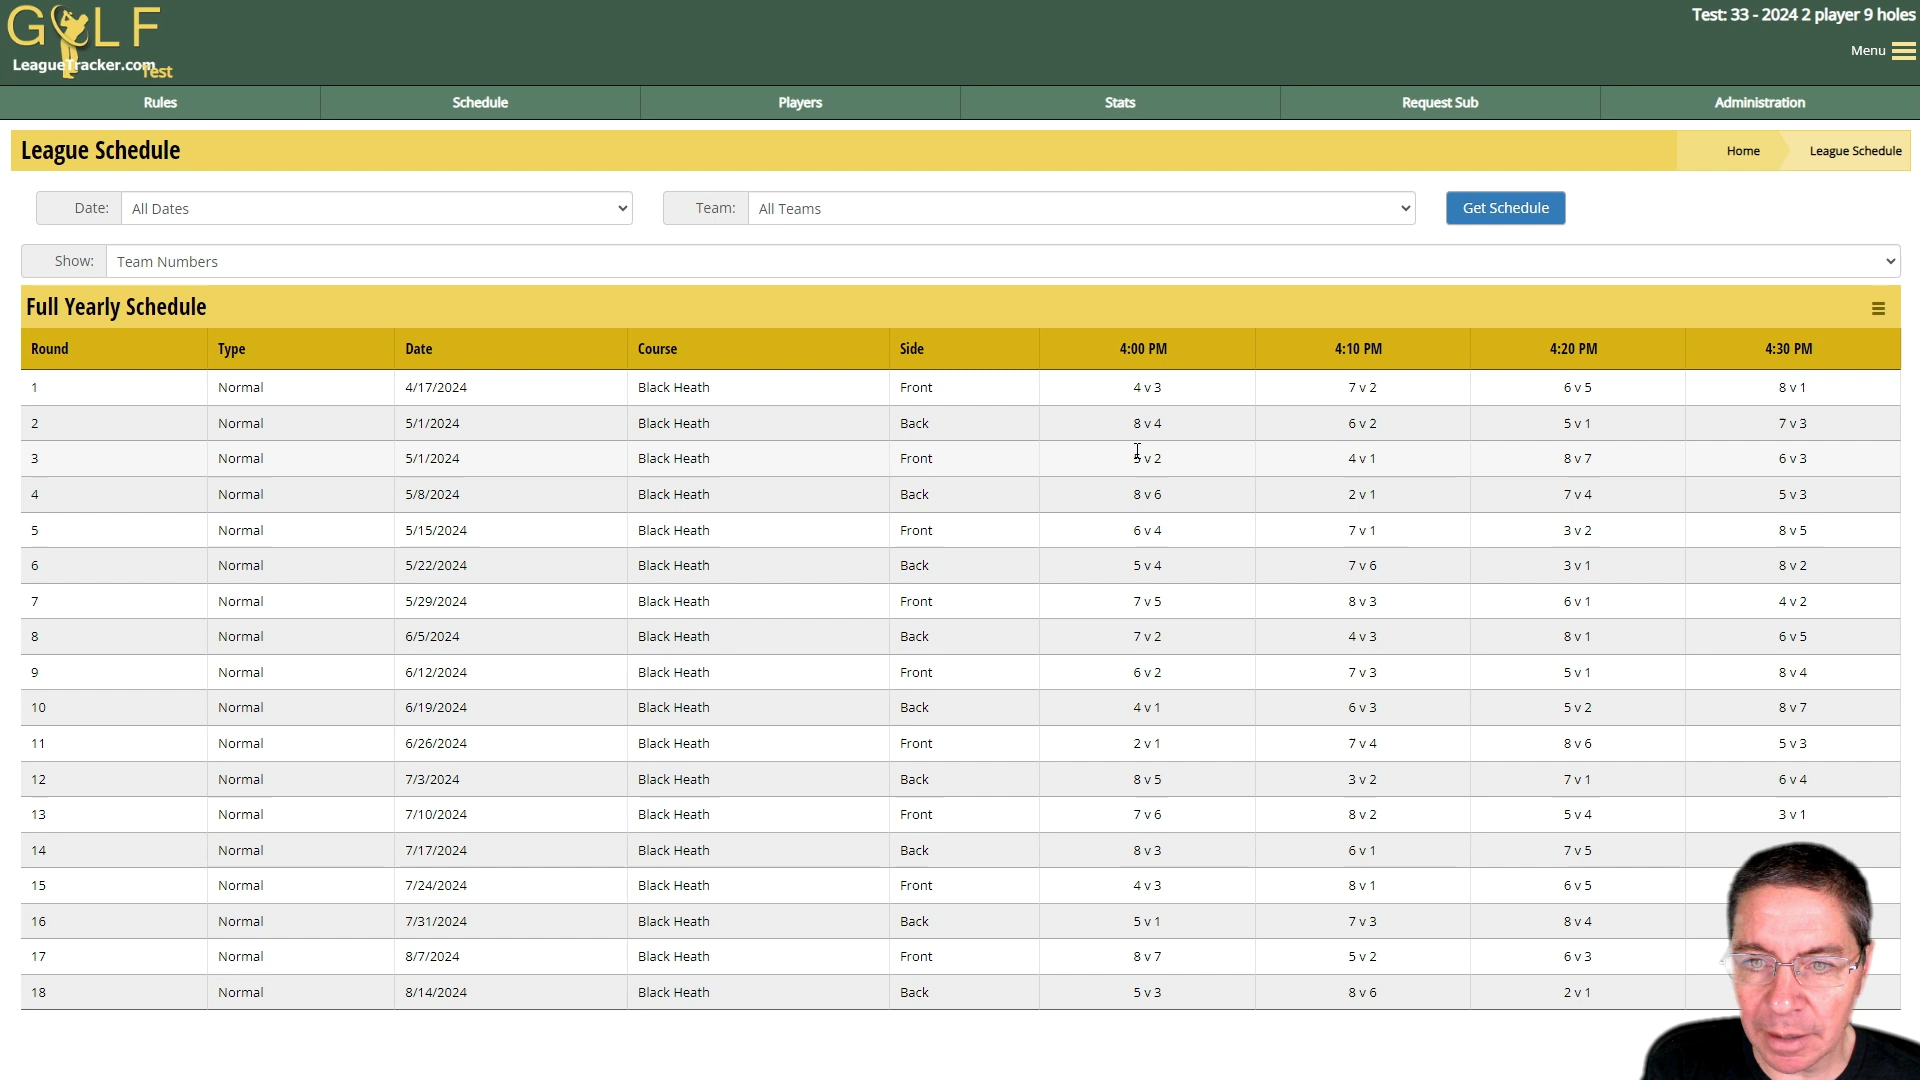 GOLF
LeagueTracker.com
Test
Test: 33 - 2024 2 player 9 holes
Menu
Rules Schedule Players Stats Request Sub Administration
League Schedule Home League Schedule
Date: All Dates Team: All Teams Get Schedule
Show: Team Numbers
Full Yearly Schedule
Round Type Date Course Side 4:00 PM 4:10 PM 4:20 PM 4:30 PM
1 Normal 4/17/2024 Black Heath Front 4 v 3 7 v 2 6 v 5 8 v 1
2 Normal 5/1/2024 Black Heath Back 8 v 4 6 v 2 5 v 1 7 v 3
3 Normal 5/1/2024 Black Heath Front 5 v 2 4 v 1 8 v 7 6 v 3
4 Normal 5/8/2024 Black Heath Back 8 v 6 2 v 1 7 v 4 5 v 3
5 Normal 5/15/2024 Black Heath Front 6 v 4 7 v 1 3 v 2 8 v 5
6 Normal 5/22/2024 Black Heath Back 5 v 4 7 v 6 3 v 1 8 v 2
7 Normal 5/29/2024 Black Heath Front 7 v 5 8 v 3 6 v 1 4 v 2
8 Normal 6/5/2024 Black Heath Back 7 v 2 4 v 3 8 v 1 6 v 5
9 Normal 6/12/2024 Black Heath Front 6 v 2 7 v 3 5 v 1 8 v 4
10 Normal 6/19/2024 Black Heath Back 4 v 1 6 v 3 5 v 2 8 v 7
11 Normal 6/26/2024 Black Heath Front 2 v 1 7 v 4 8 v 6 5 v 3
12 Normal 7/3/2024 Black Heath Back 8 v 5 3 v 2 7 v 1 6 v 4
13 Normal 7/10/2024 Black Heath Front 7 v 6 8 v 2 5 v 4 3 v 1
14 Normal 7/17/2024 Black Heath Back 8 v 3 6 v 1 7 v 5
15 Normal 7/24/2024 Black Heath Front 4 v 3 8 v 1 6 v 5
16 Normal 7/31/2024 Black Heath Back 5 v 1 7 v 3 8 v 4
17 Normal 8/7/2024 Black Heath Front 8 v 7 5 v 2 6 v 3
18 Normal 8/14/2024 Black Heath Back 5 v 3 8 v 6 2 v 1